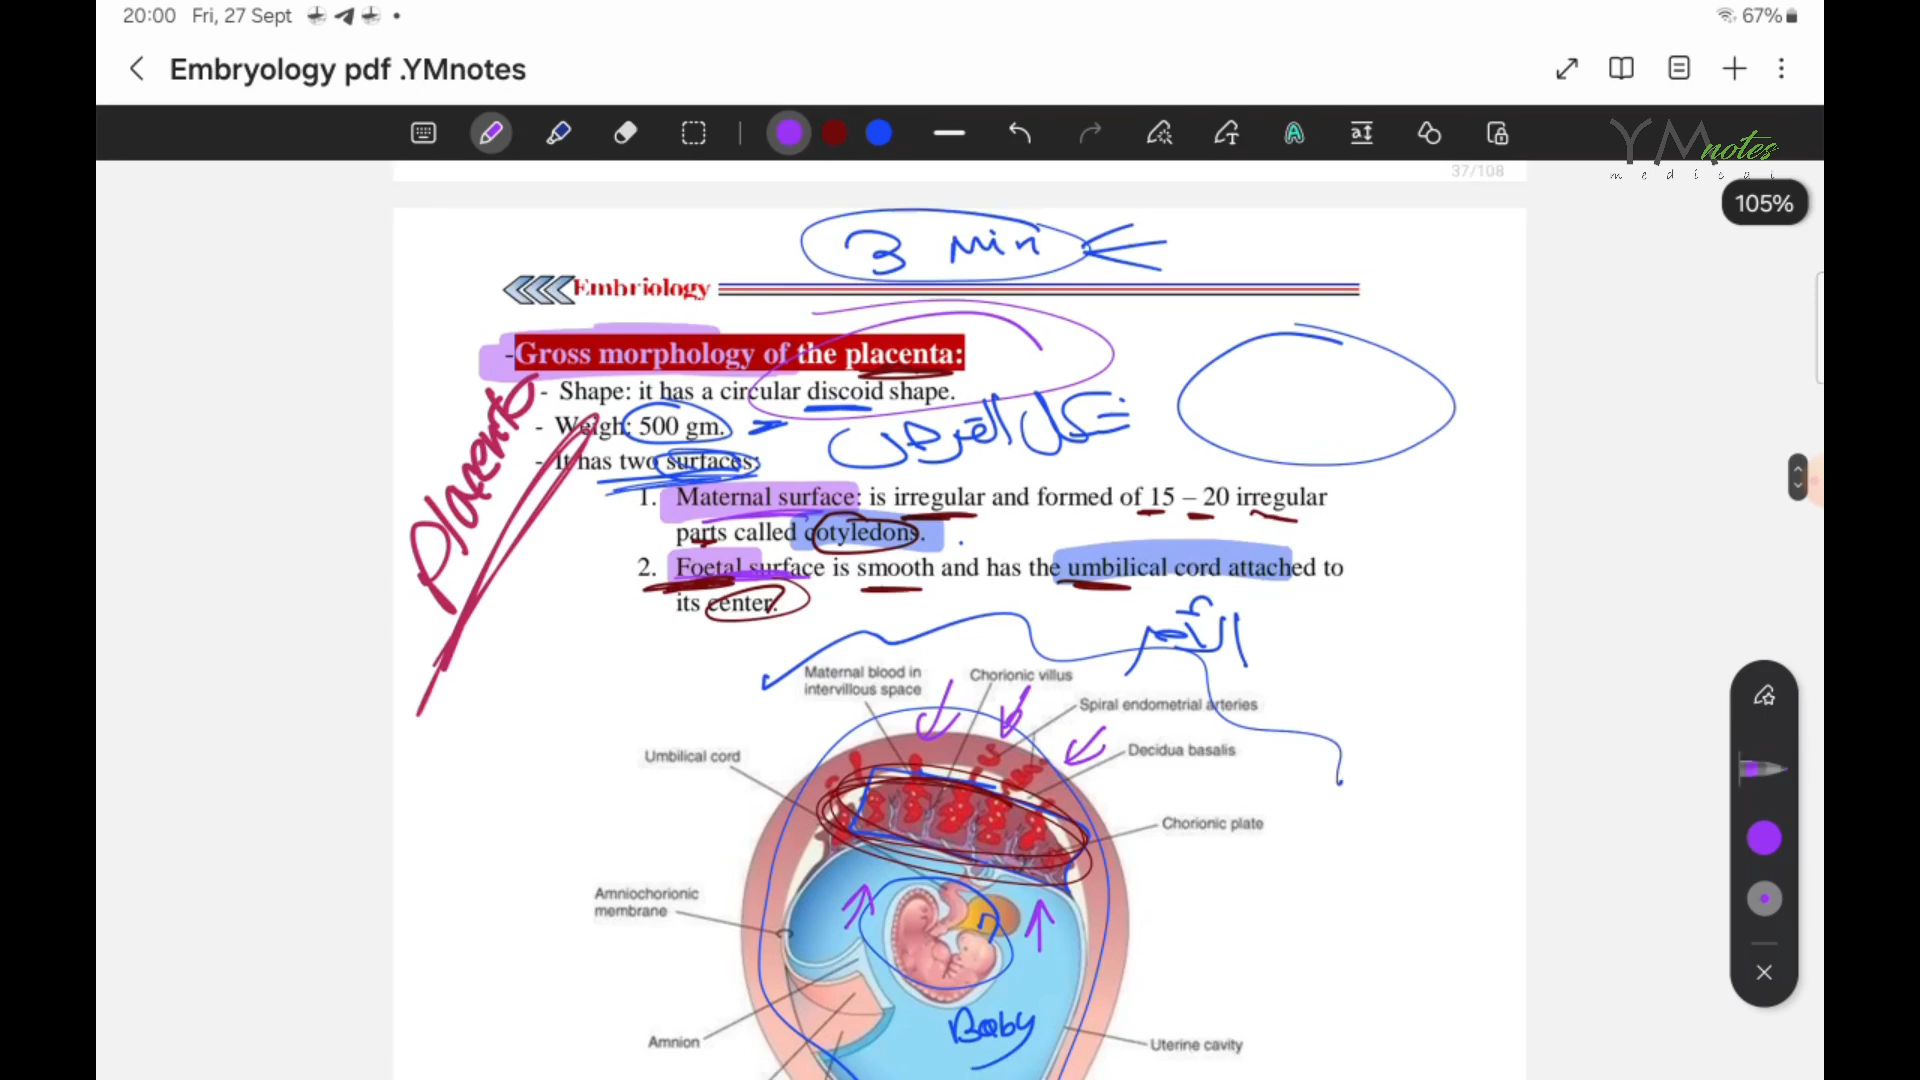 20:00 Fri, 27 Sept
67%
Embryology pdf .YMnotes
YM notes
medical
37/108
105%
3 Min
Embriology
-Gross morphology of the placenta:
- Shape: it has a circular discoid shape.
- Weigh: 500 gm.
شكل القرص
- It has two surfaces:
1. Maternal surface: is irregular and formed of 15 – 20 irregular
parts called cotyledons.
2. Foetal surface is smooth and has the umbilical cord attached to
its center.
Placenta
الأم
Maternal blood in
intervillous space
Chorionic villus
Spiral endometrial arteries
Umbilical cord
Decidua basalis
Chorionic plate
Amniochorionic
membrane
Baby
Amnion
Uterine cavity